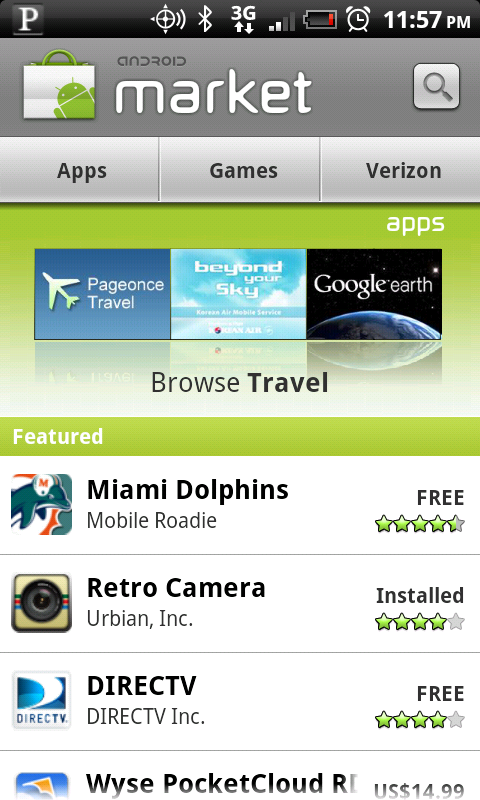 P 3G 11:57 PM
ANDROID
market
Apps Games Verizon
apps
Pageonce
Travel
beyond
your
Sky
Korean Air Mobile Service
KOREAN AIR
Google earth
Browse Travel
Featured
Miami Dolphins
FREE
Mobile Roadie
Retro Camera
Installed
Urbian, Inc.
DIRECTV
FREE
DIRECTV Inc.
DIRECTV.
Wyse PocketCloud RD
US$14.99